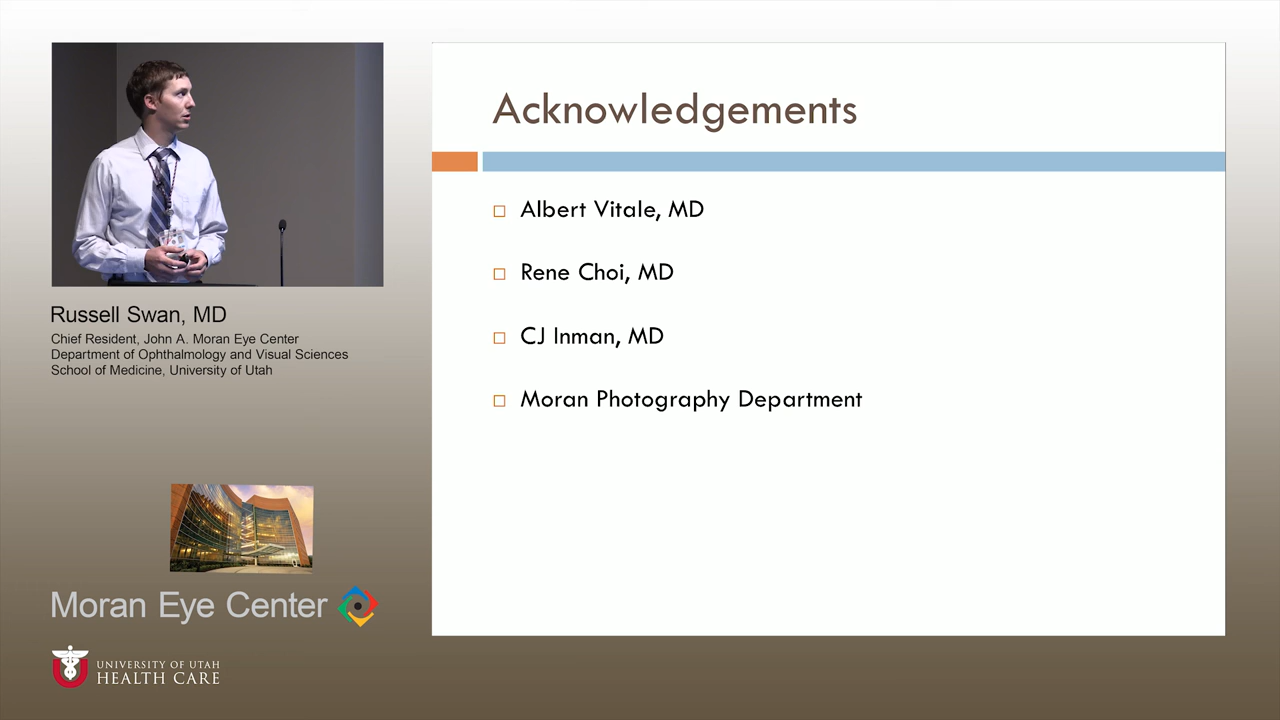 Acknowledgements
Albert Vitale, MD
Rene Choi, MD
CJ Inman, MD
Moran Photography Department
Russell Swan, MD
Chief Resident, John A. Moran Eye Center
Department of Ophthalmology and Visual Sciences
School of Medicine, University of Utah
Moran Eye Center
UNIVERSITY OF UTAH
HEALTH CARE